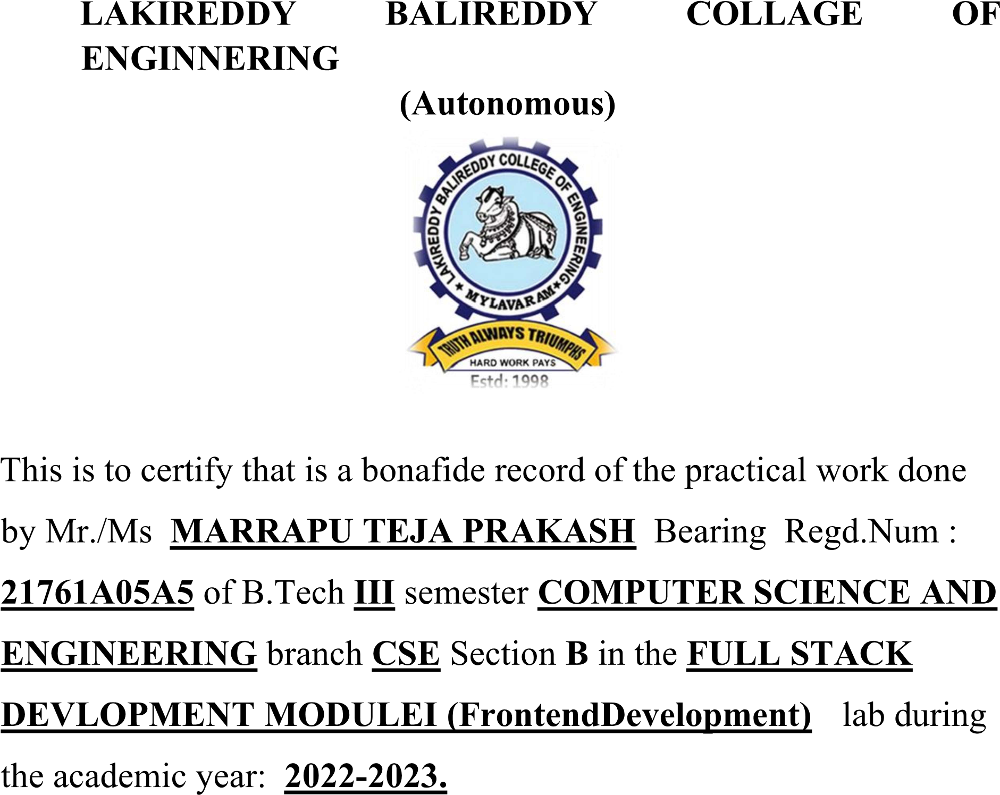 LAKIREDDY BALIREDDY COLLAGE OF
ENGINNERING
(Autonomous)
LAKIREDDY BALIREDDY COLLEGE OF ENGINEERING
★ MYLAVARAM ★
TRUTH ALWAYS TRIUMPHS
HARD WORK PAYS
Estd: 1998
This is to certify that is a bonafide record of the practical work done
by Mr./Ms MARRAPU TEJA PRAKASH Bearing Regd.Num :
21761A05A5 of B.Tech III semester COMPUTER SCIENCE AND
ENGINEERING branch CSE Section B in the FULL STACK
DEVLOPMENT MODULEI (FrontendDevelopment) lab during
the academic year: 2022-2023.